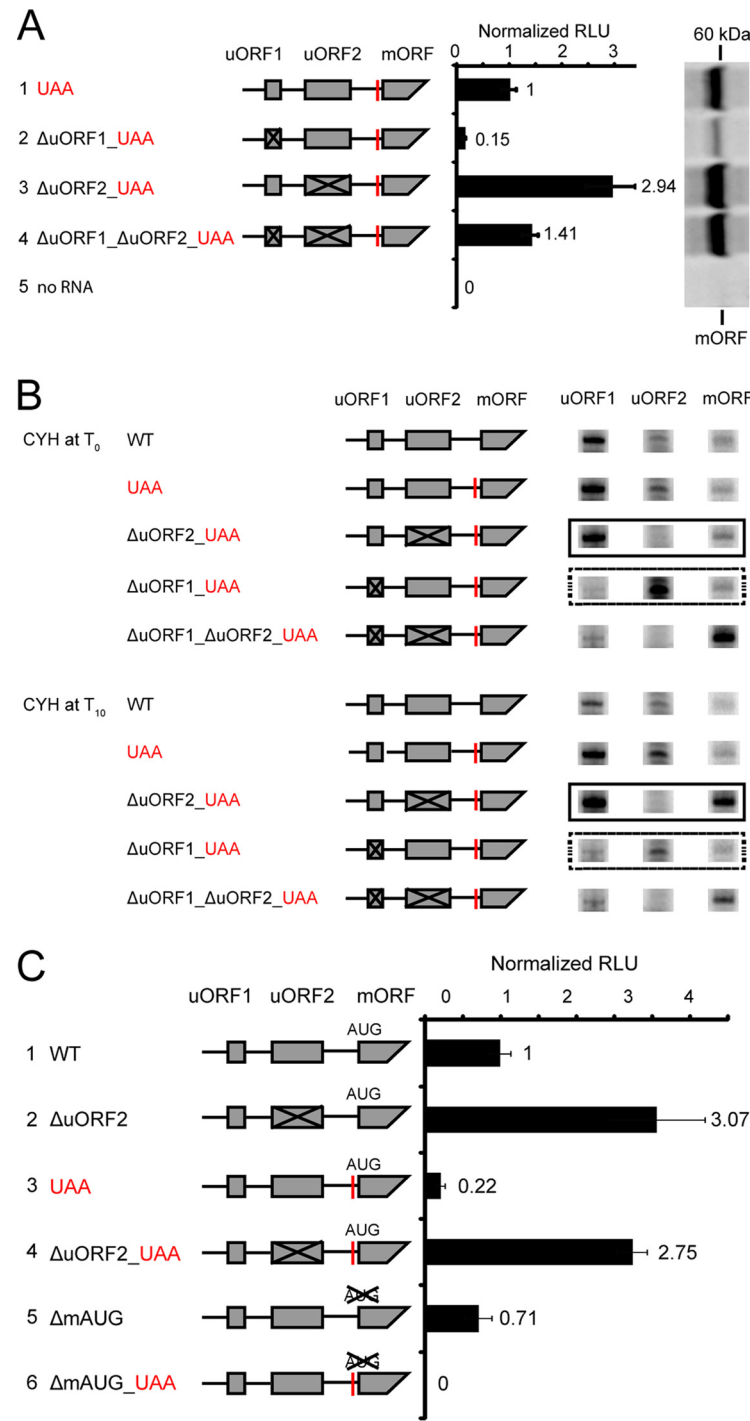 A
Normalized RLU
60 kDa
uORF1 uORF2 mORF
0 1 2 3
1 UAA 1
2 ΔuORF1_UAA 0.15
3 ΔuORF2_UAA 2.94
4 ΔuORF1_ΔuORF2_UAA 1.41
5 no RNA 0
mORF
B
uORF1 uORF2 mORF uORF1 uORF2 mORF
CYH at T0 WT
UAA
ΔuORF2_UAA
ΔuORF1_UAA
ΔuORF1_ΔuORF2_UAA
CYH at T10 WT
UAA
ΔuORF2_UAA
ΔuORF1_UAA
ΔuORF1_ΔuORF2_UAA
C
Normalized RLU
uORF1 uORF2 mORF
0 1 2 3 4
AUG
1 WT 1
AUG
2 ΔuORF2 3.07
AUG
3 UAA 0.22
AUG
4 ΔuORF2_UAA 2.75
AUG
5 ΔmAUG 0.71
AUG
6 ΔmAUG_UAA 0